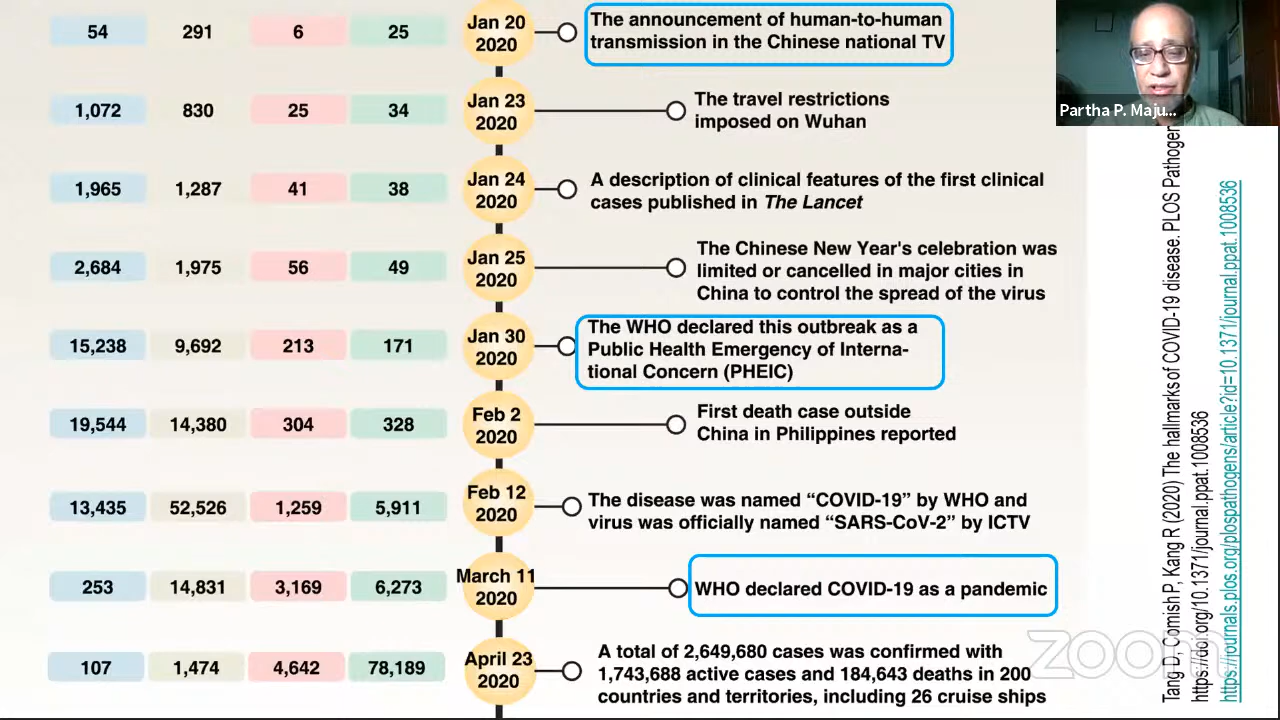 54 291 6 25 Jan 20
2020
The announcement of human-to-human
transmission in the Chinese national TV
1,072 830 25 34 Jan 23
2020
The travel restrictions
imposed on Wuhan
1,965 1,287 41 38 Jan 24
2020
A description of clinical features of the first clinical
cases published in The Lancet
2,684 1,975 56 49 Jan 25
2020
The Chinese New Year's celebration was
limited or cancelled in major cities in
China to control the spread of the virus
15,238 9,692 213 171 Jan 30
2020
The WHO declared this outbreak as a
Public Health Emergency of Interna-
tional Concern (PHEIC)
19,544 14,380 304 328 Feb 2
2020
First death case outside
China in Philippines reported
13,435 52,526 1,259 5,911 Feb 12
2020
The disease was named “COVID-19” by WHO and
virus was officially named “SARS-CoV-2” by ICTV
253 14,831 3,169 6,273 March 11
2020
WHO declared COVID-19 as a pandemic
107 1,474 4,642 78,189 April 23
2020
A total of 2,649,680 cases was confirmed with
1,743,688 active cases and 184,643 deaths in 200
countries and territories, including 26 cruise ships
Partha P. Maju...
Tang D, Comish P, Kang R (2020) The hallmarks of COVID-19 disease. PLOS Pathogen
https://doi.org/10.1371/journal.ppat.1008536
https://journals.plos.org/plospathogens/article?id=10.1371/journal.ppat.1008536
zoom